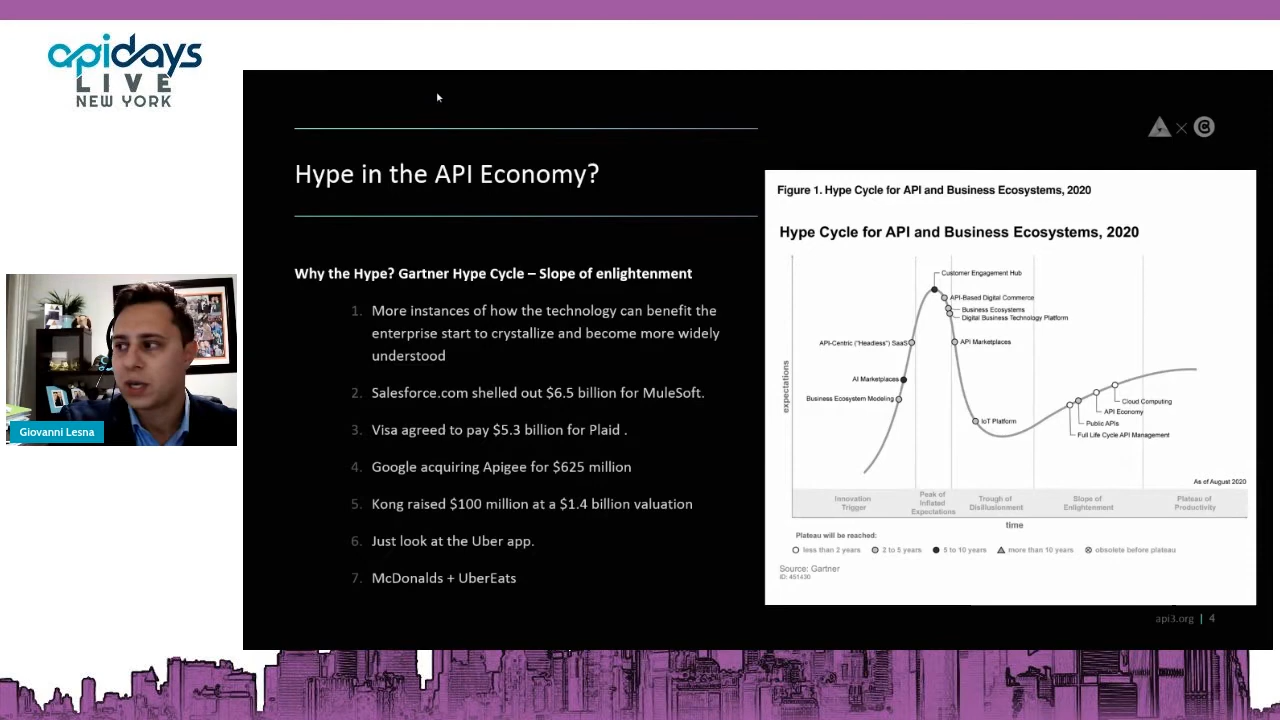 apidays
LIVE
NEW YORK
Hype in the API Economy?
Why the Hype? Gartner Hype Cycle – Slope of enlightenment
1. More instances of how the technology can benefit the
enterprise start to crystallize and become more widely
understood
2. Salesforce.com shelled out $6.5 billion for MuleSoft.
3. Visa agreed to pay $5.3 billion for Plaid .
4. Google acquiring Apigee for $625 million
5. Kong raised $100 million at a $1.4 billion valuation
6. Just look at the Uber app.
7. McDonalds + UberEats
Giovanni Lesna
Figure 1. Hype Cycle for API and Business Ecosystems, 2020
Hype Cycle for API and Business Ecosystems, 2020
expectations
Customer Engagement Hub
API-Based Digital Commerce
Business Ecosystems
Digital Business Technology Platform
API-Centric ("Headless") SaaS
API Marketplaces
AI Marketplaces
Business Ecosystem Modeling
IoT Platform
Cloud Computing
API Economy
Public APIs
Full Life Cycle API Management
As of August 2020
Innovation
Trigger
Peak of
Inflated
Expectations
Trough of
Disillusionment
Slope of
Enlightenment
Plateau of
Productivity
time
Plateau will be reached:
less than 2 years 2 to 5 years 5 to 10 years more than 10 years obsolete before plateau
Source: Gartner
ID: 451430
api3.org | 4